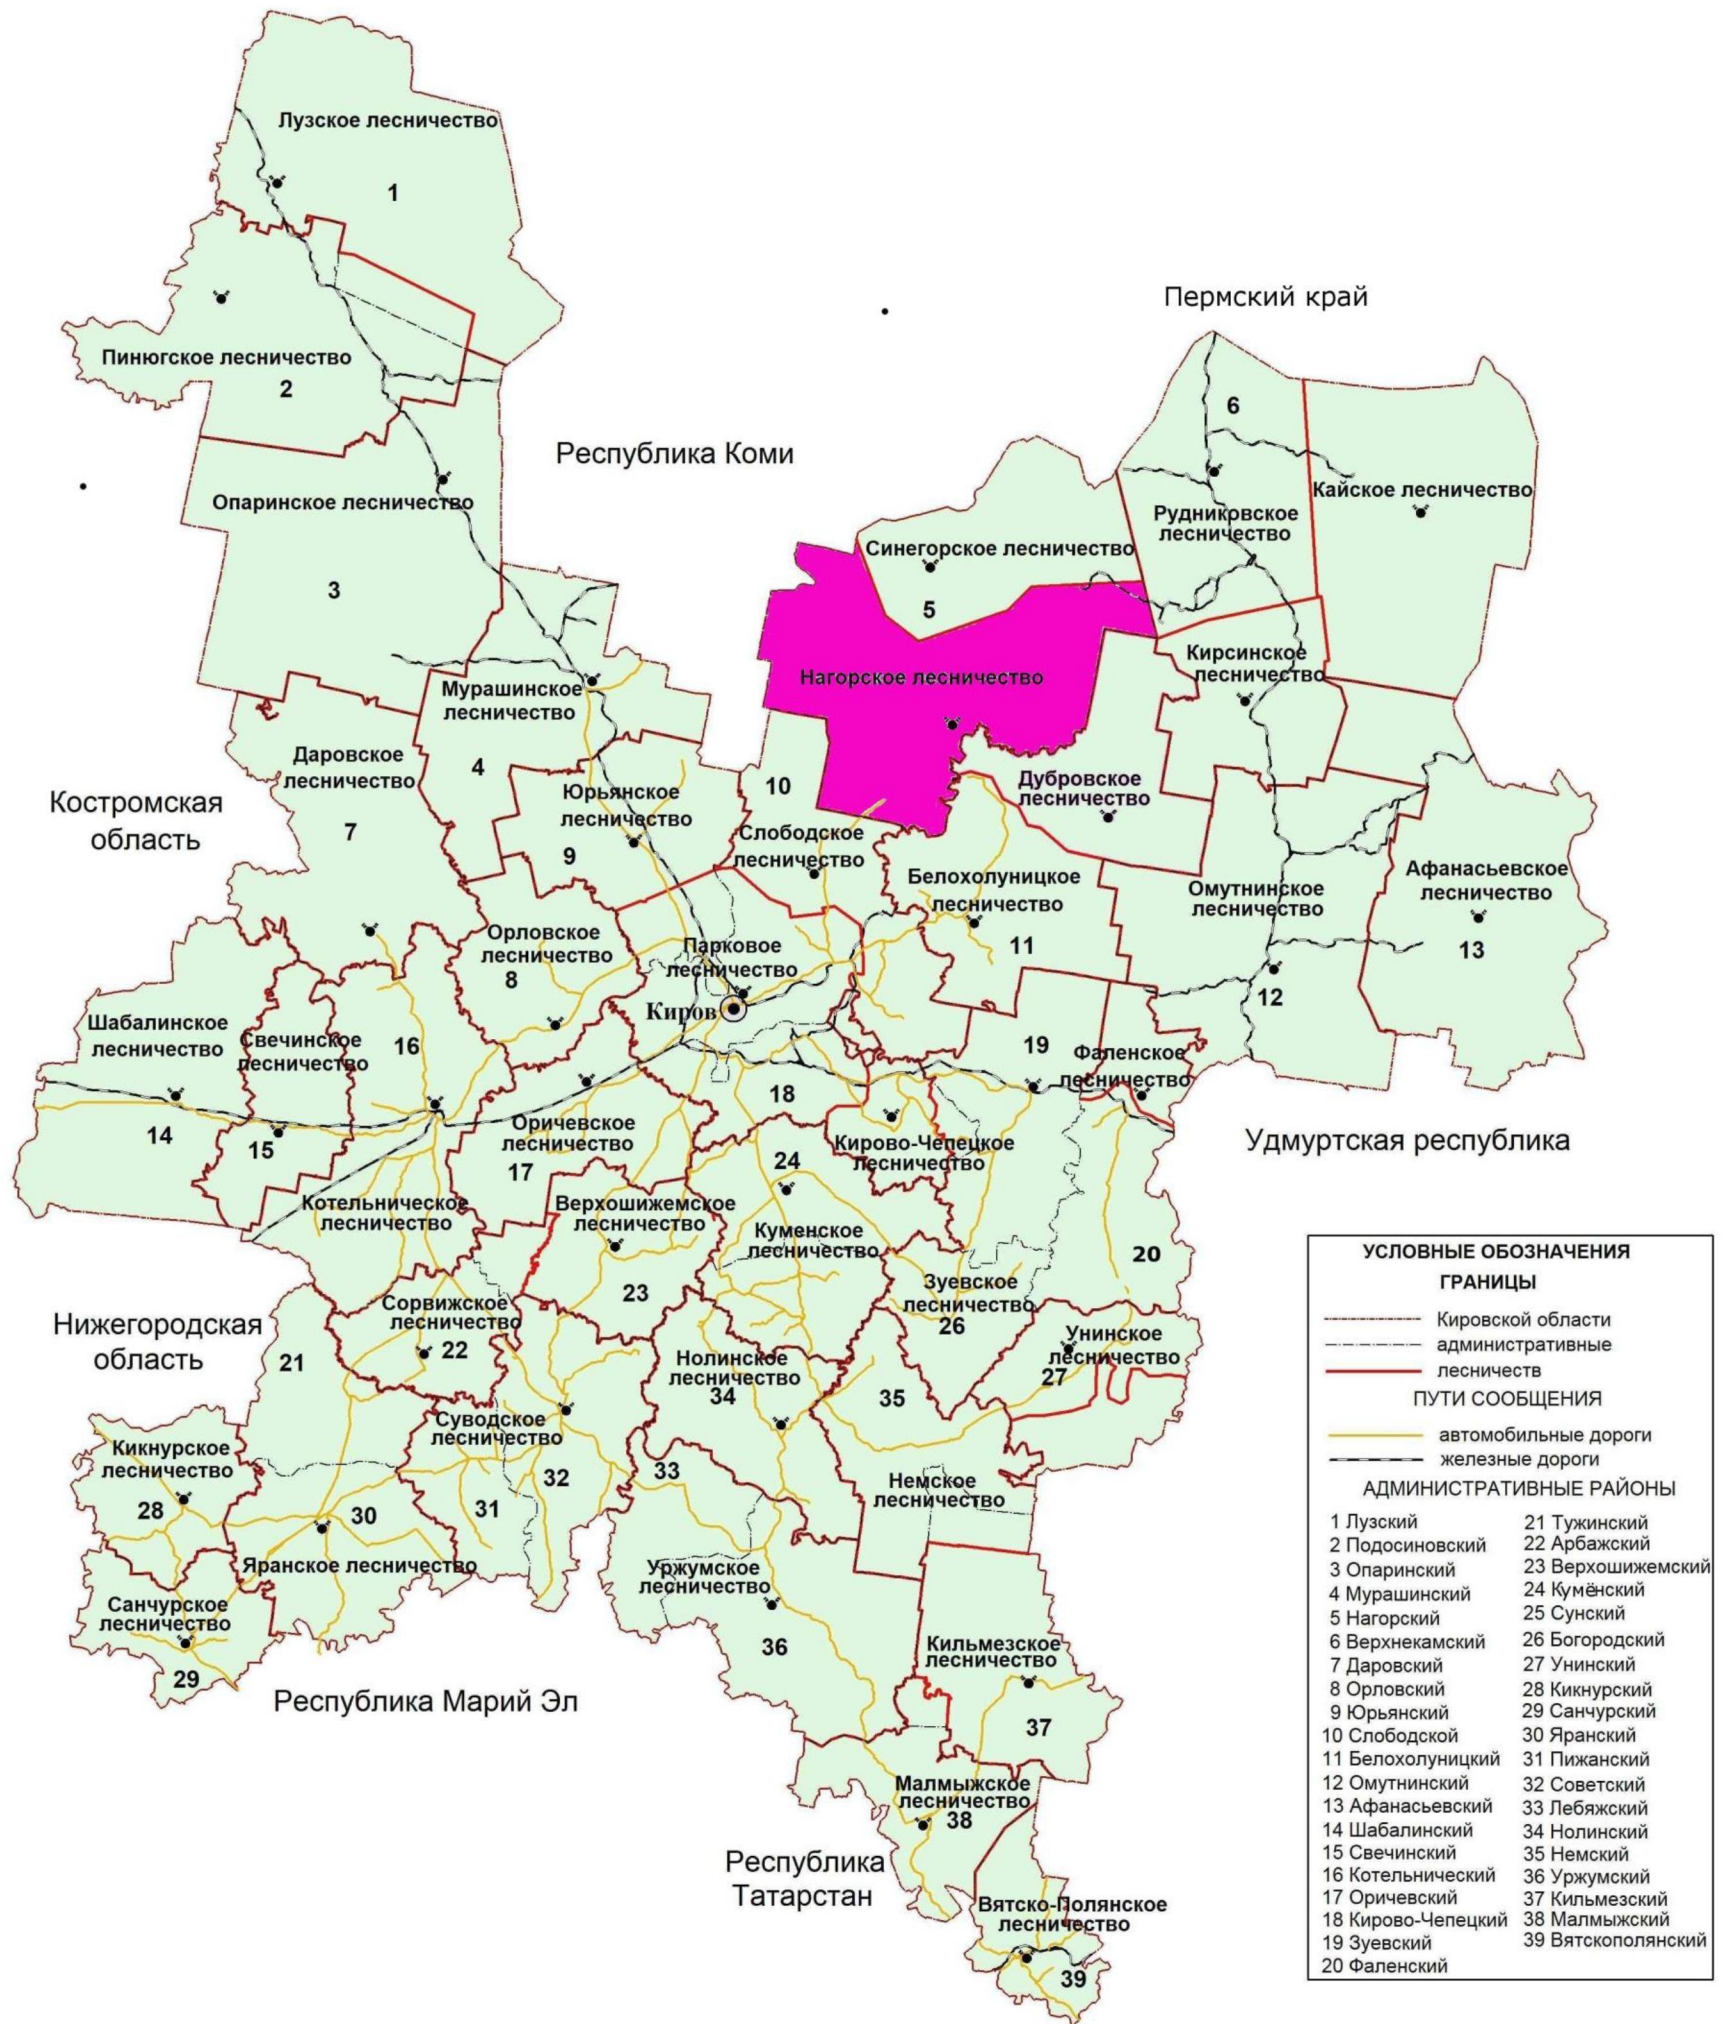 Лузское лесничество
1
Пермский край
Пинюгское лесничество
2
6
Республика Коми
Кайское лесничество
Опаринское лесничество
Рудниковское
лесничество
Синегорское лесничество
3
5
Кирсинское
лесничество
Нагорское лесничество
Мурашинское
лесничество
Даровское
лесничество
4
10
Дубровское
лесничество
Юрьянское
лесничество
Костромская
область
7
Слободское
лесничество
9
Белохолуницкое
лесничество
Омутнинское
лесничество
Афанасьевское
лесничество
Орловское
лесничество
8
Парковое
лесничество
11
13
12
Киров
Шабалинское
лесничество
Свечинское
лесничество
16
19
Фаленское
лесничество
18
14
15
Оричевское
лесничество
17
Кирово-Чепецкое
лесничество
Удмуртская республика
24
Котельническое
лесничество
Верхошижемское
лесничество
Куменское
лесничество
20
23
Зуевское
лесничество
26
Нижегородская
область
Сорвижское
лесничество
22
21
Унинское
лесничество
27
Нолинское
лесничество
34
35
Суводское
лесничество
Кикнурское
лесничество
28
33
32
31
30
Немское
лесничество
Яранское лесничество
Уржумское
лесничество
Санчурское
лесничество
29
36
Кильмезское
лесничество
Республика Марий Эл
37
Малмыжское
лесничество
38
Республика
Татарстан
Вятско-Полянское
лесничество
39
УСЛОВНЫЕ ОБОЗНАЧЕНИЯ
ГРАНИЦЫ
Кировской области
административные
лесничеств
ПУТИ СООБЩЕНИЯ
автомобильные дороги
железные дороги
АДМИНИСТРАТИВНЫЕ РАЙОНЫ
1 Лузский
2 Подосиновский
3 Опаринский
4 Мурашинский
5 Нагорский
6 Верхнекамский
7 Даровский
8 Орловский
9 Юрьянский
10 Слободской
11 Белохолуницкий
12 Омутнинский
13 Афанасьевский
14 Шабалинский
15 Свечинский
16 Котельнический
17 Оричевский
18 Кирово-Чепецкий
19 Зуевский
20 Фаленский
21 Тужинский
22 Арбажский
23 Верхошижемский
24 Кумёнский
25 Сунский
26 Богородский
27 Унинский
28 Кикнурский
29 Санчурский
30 Яранский
31 Пижанский
32 Советский
33 Лебяжский
34 Нолинский
35 Немский
36 Уржумский
37 Кильмезский
38 Малмыжский
39 Вятскополянский